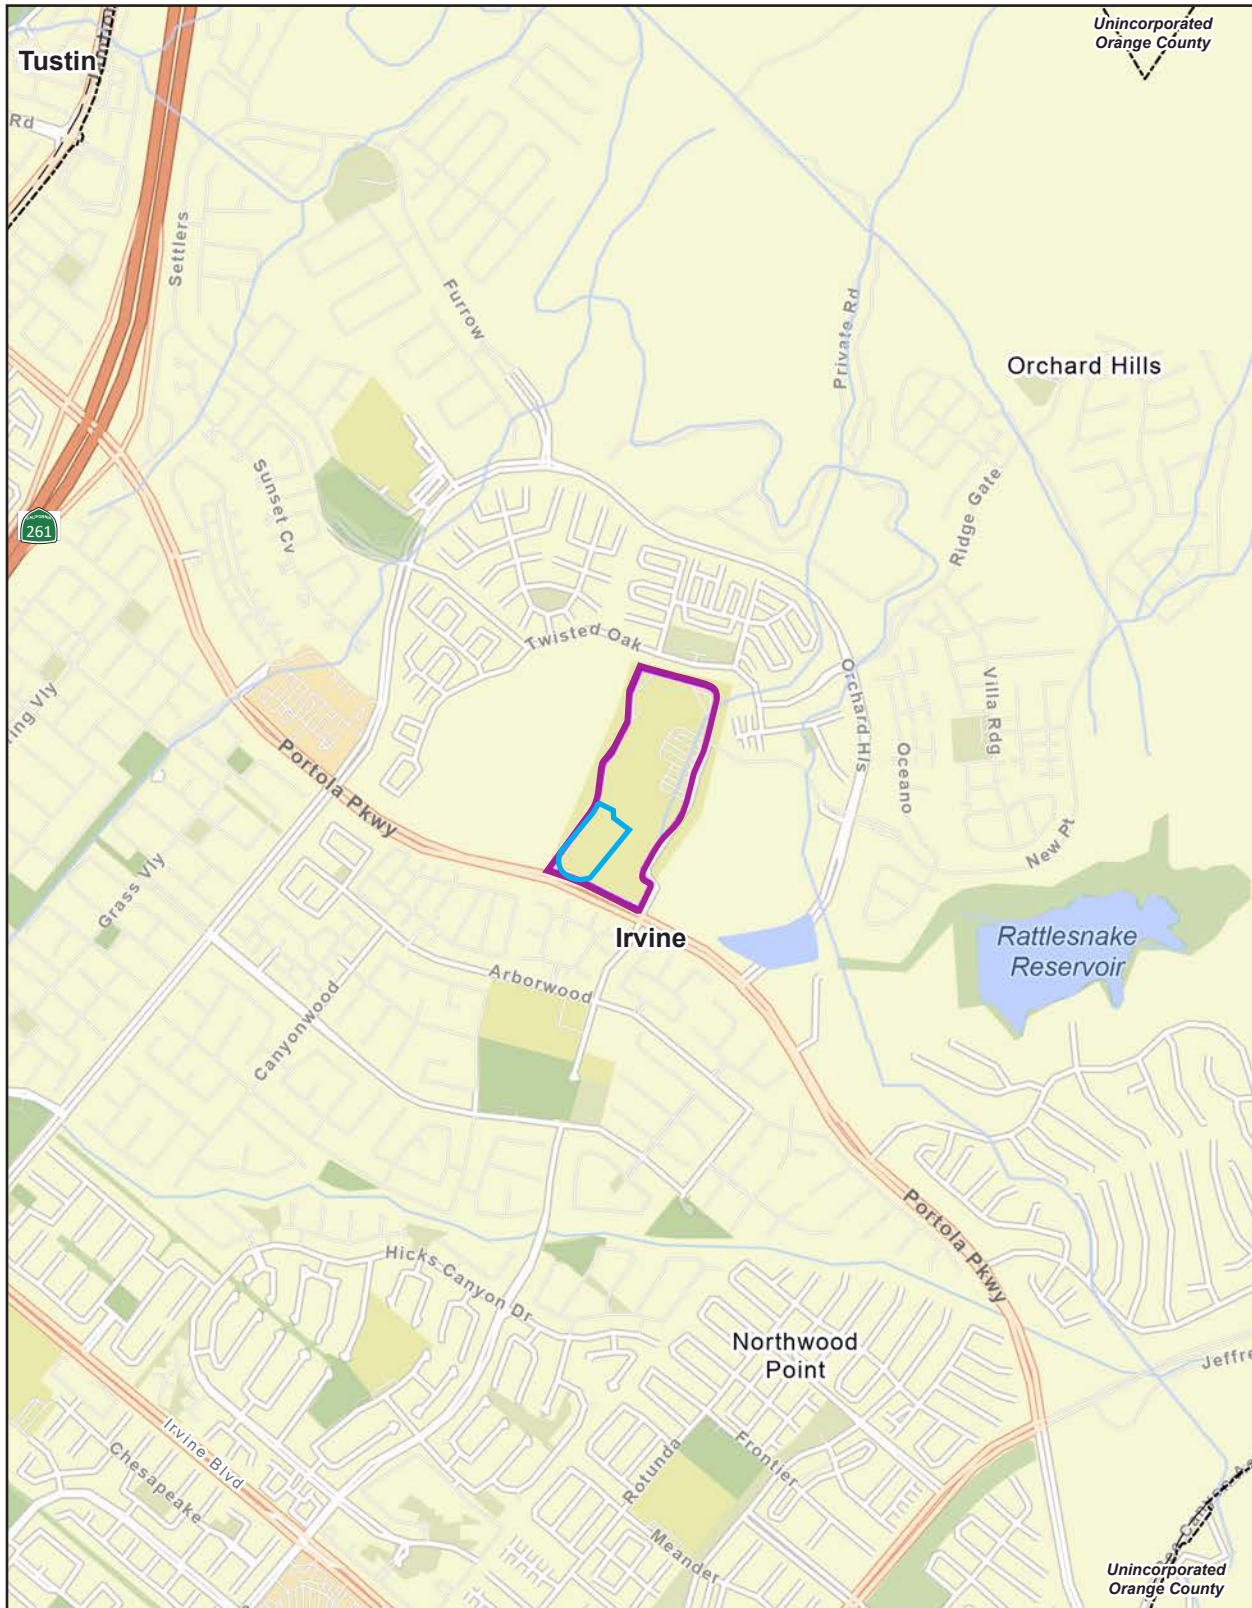 Unincorporated
Orange County
Tustin
Rd
Settlers
Furrow
Private Rd
Orchard Hills
Sunset Cv
Ridge Gate
CALIFORNIA
261
Twisted Oak
Orchard Hls
Villa Rdg
Oceano
ing Vly
Portola Pkwy
New Pt
Grass Vly
Irvine
Rattlesnake
Reservoir
Arborwood
Canyonwood
Portola Pkwy
Hicks Canyon Dr
Northwood
Point
Jeffre
Irvine Blvd
Chesapeake
Rotunda
Frontier
Meander
Unincorporated
Orange County